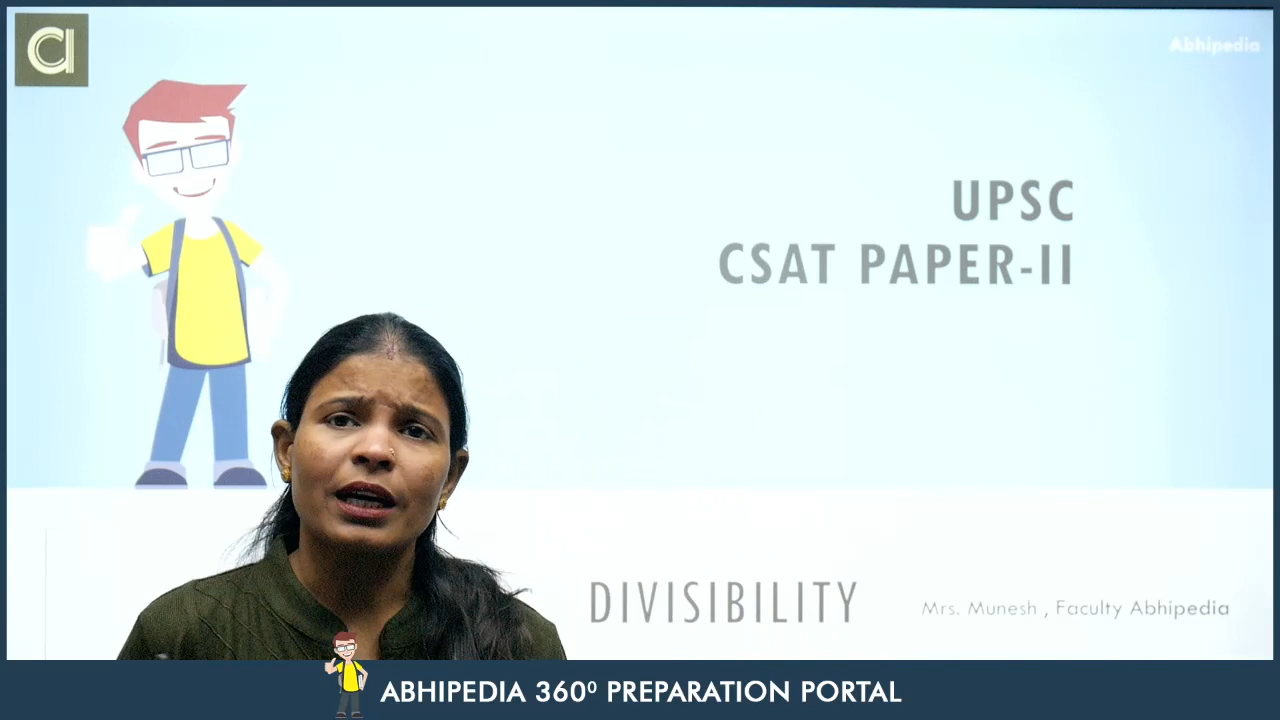 Abhipedia
UPSC
CSAT PAPER-II
DIVISIBILITY
Mrs. Munesh , Faculty Abhipedia
ABHIPEDIA 360⁰ PREPARATION PORTAL